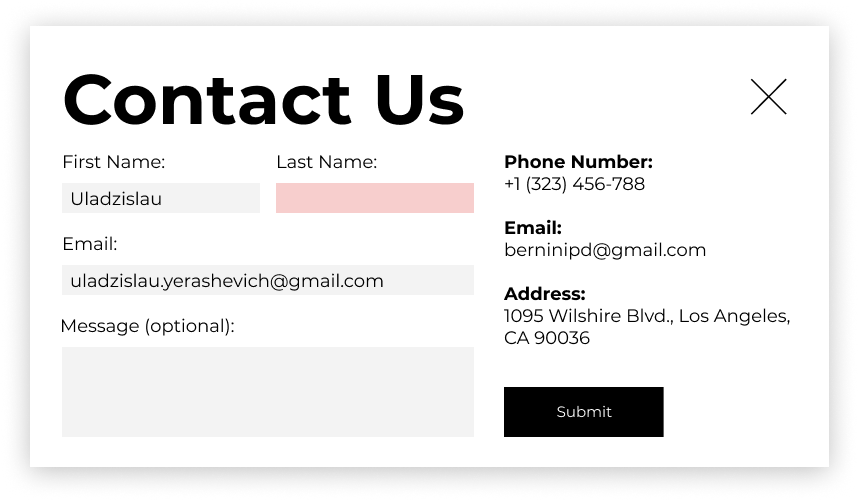 Contact Us
First Name:
Last Name:
Uladzislau
Email:
uladzislau.yerashevich@gmail.com
Message (optional):
Phone Number:
+1 (323) 456-788
Email:
berninipd@gmail.com
Address:
1095 Wilshire Blvd., Los Angeles,
CA 90036
Submit